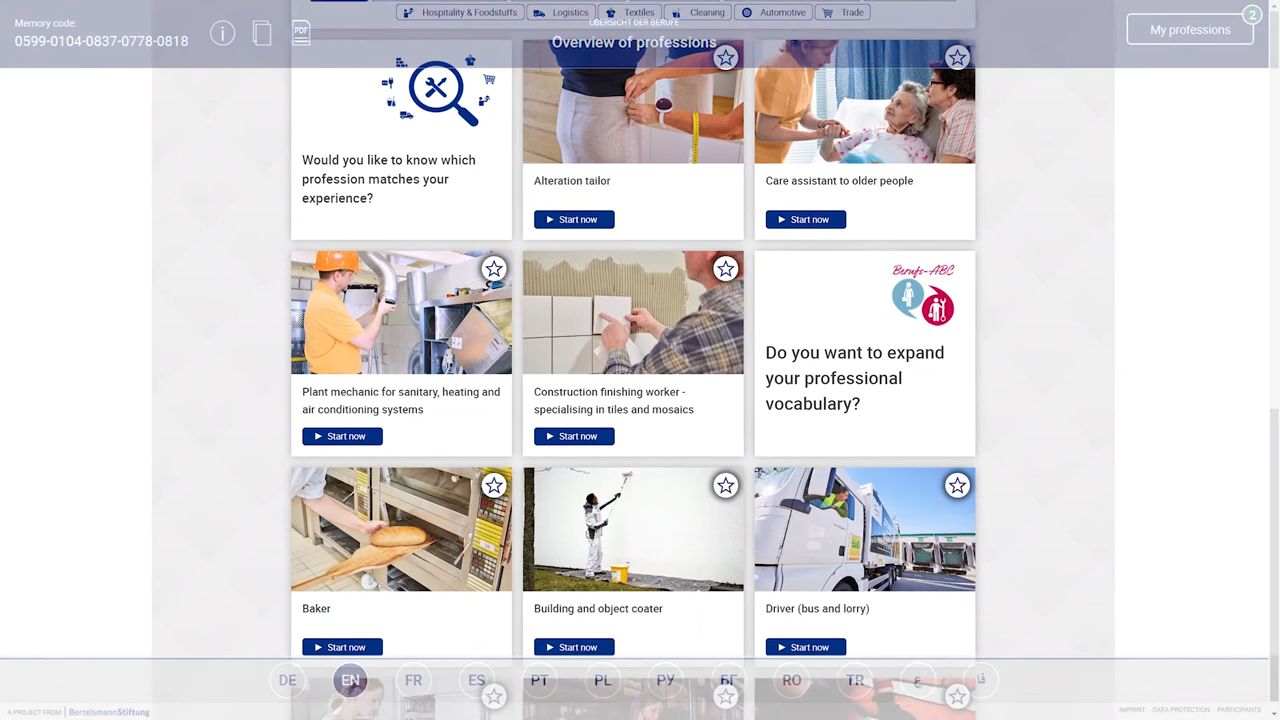 Memory code:
0599-0104-0837-0778-0818
i
PDF
Hospitality & Foodstuffs
Logistics
Textiles
Cleaning
Automotive
Trade
ÜBERSICHT DER BERUFE
Overview of professions
My professions
2
Would you like to know which
profession matches your
experience?
Alteration tailor
Start now
Care assistant to older people
Start now
Plant mechanic for sanitary, heating and
air conditioning systems
Start now
Construction finishing worker -
specialising in tiles and mosaics
Start now
Berufs-ABC
Do you want to expand
your professional
vocabulary?
Baker
Start now
Building and object coater
Start now
Driver (bus and lorry)
Start now
DE
EN
FR
ES
PT
PL
РУ
БГ
RO
TR
ع
فا
A PROJECT FROM
BertelsmannStiftung
IMPRINT
DATA PROTECTION
PARTICIPANTS